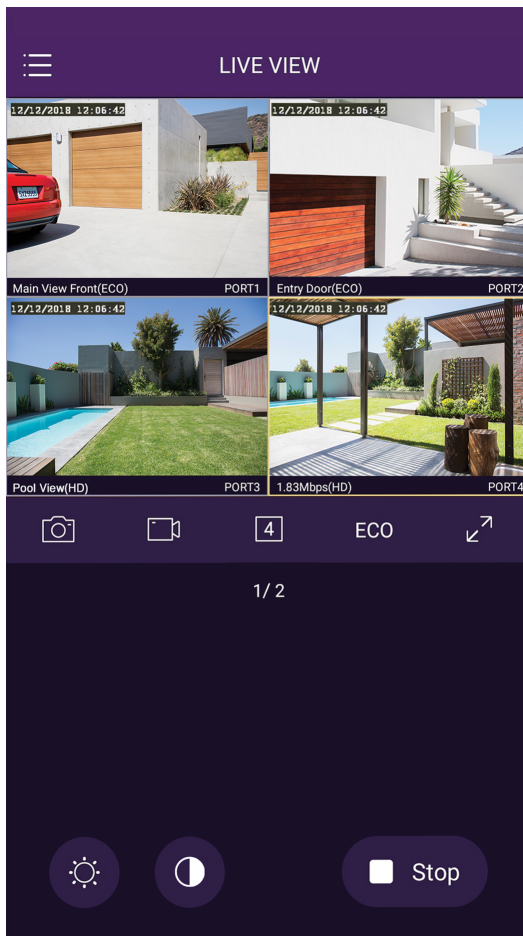 LIVE VIEW
12/12/2018 12:06:42
12/12/2018 12:06:42
Main View Front(ECO) PORT1
Entry Door(ECO) PORT2
12/12/2018 12:06:42
12/12/2018 12:06:42
Pool View(HD) PORT3
1.83Mbps(HD) PORT4
4
ECO
1/ 2
Stop